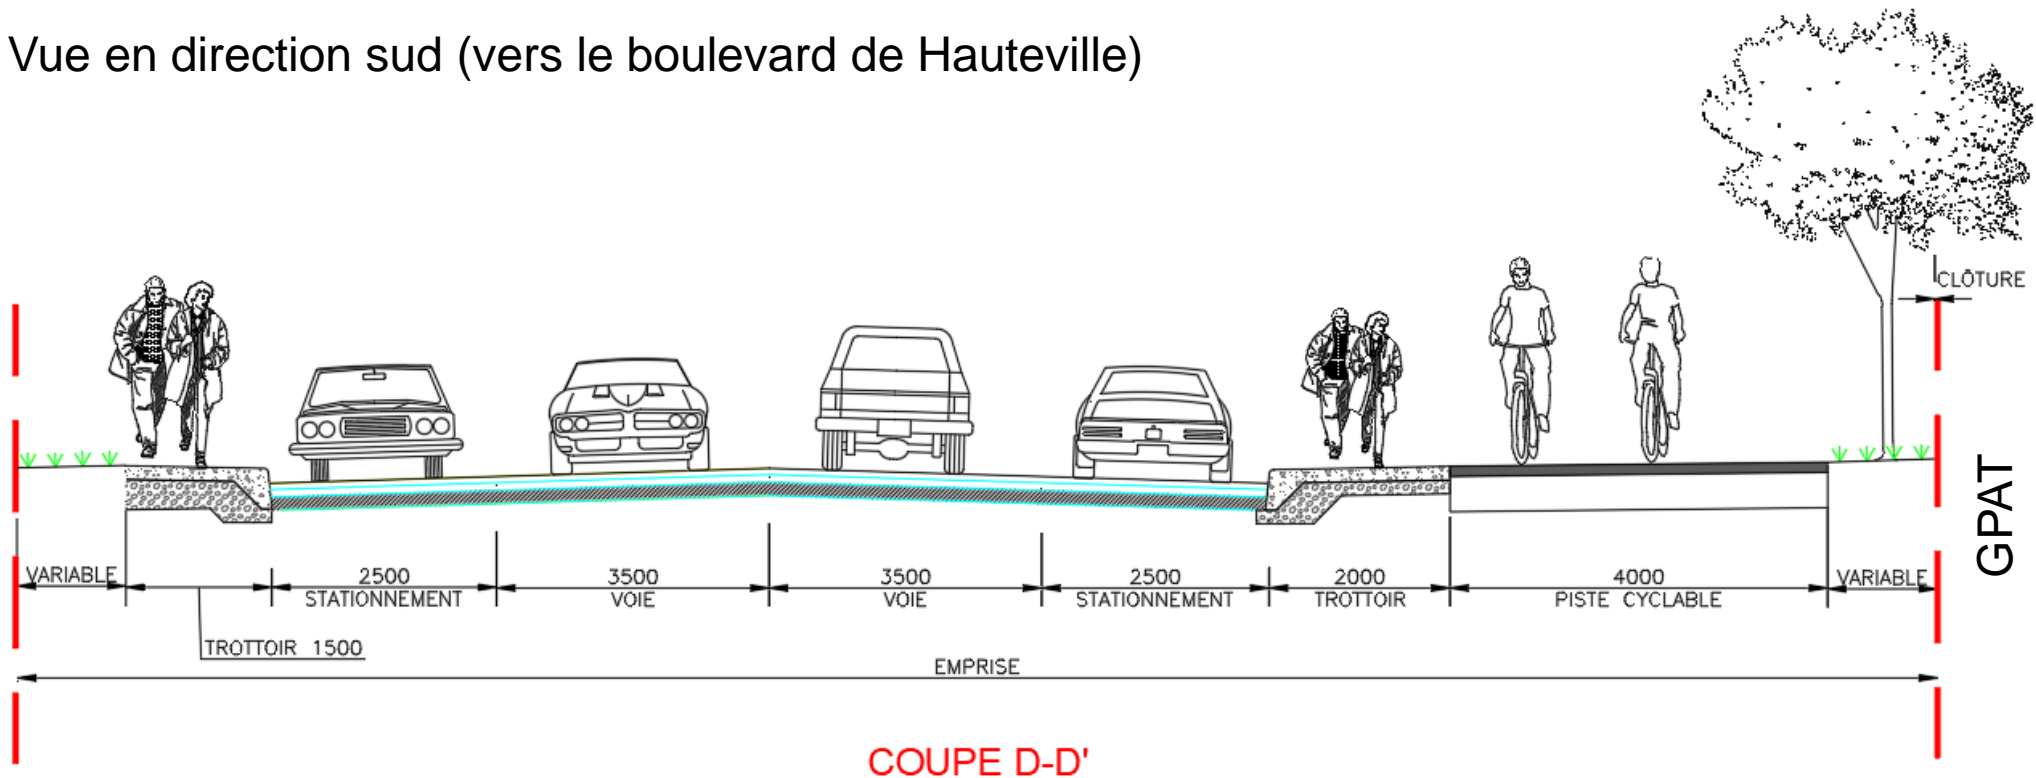 Vue en direction sud (vers le boulevard de Hauteville)
CLÔTURE
GPAT
VARIABLE
2500
STATIONNEMENT
3500
VOIE
3500
VOIE
2500
STATIONNEMENT
2000
TROTTOIR
4000
PISTE CYCLABLE
VARIABLE
TROTTOIR 1500
EMPRISE
COUPE D-D'